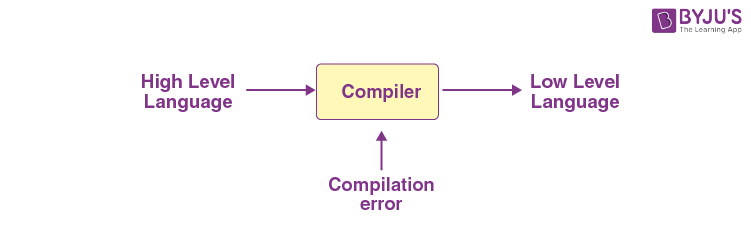 BYJU'S
The Learning App
High Level
Language
Compiler
Low Level
Language
Compilation
error